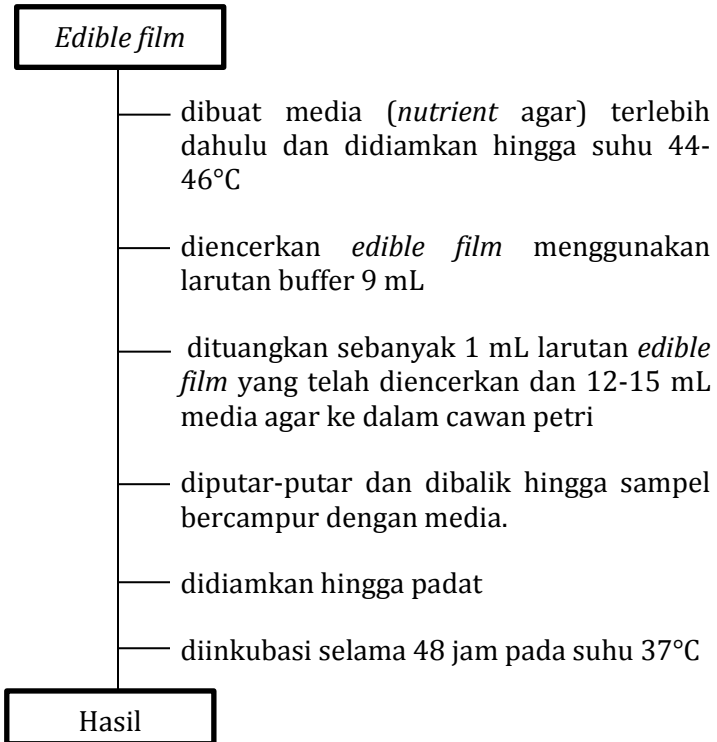 Edible film
dibuat media (nutrient agar) terlebih
dahulu dan didiamkan hingga suhu 44-
46°C
diencerkan edible film menggunakan
larutan buffer 9 mL
dituangkan sebanyak 1 mL larutan edible
film yang telah diencerkan dan 12-15 mL
media agar ke dalam cawan petri
diputar-putar dan dibalik hingga sampel
bercampur dengan media.
didiamkan hingga padat
diinkubasi selama 48 jam pada suhu 37°C
Hasil